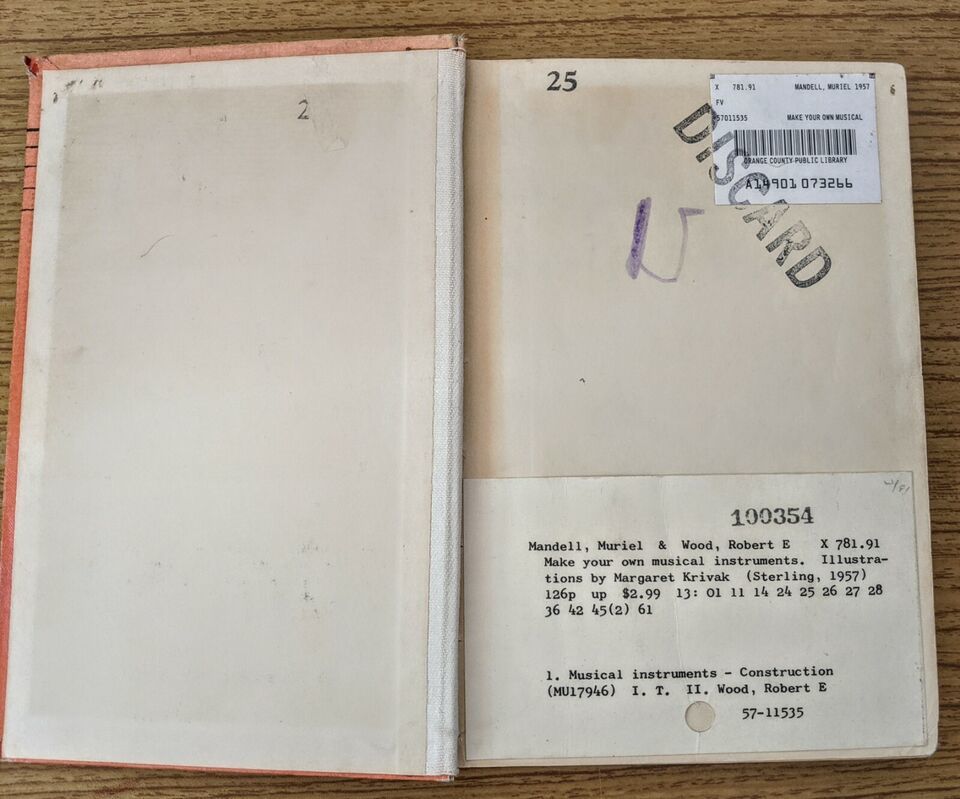 2
25
X 781.91 MANDELL, MURIEL 1957
FV
57011535 MAKE YOUR OWN MUSICAL
ORANGE COUNTY PUBLIC LIBRARY
A14901 073266
DISCARD
100354
Mandell, Muriel & Wood, Robert E X 781.91
Make your own musical instruments. Illustra-
tions by Margaret Krivak (Sterling, 1957)
126p up $2.99 13: 01 11 14 24 25 26 27 28
36 42 45(2) 61
1. Musical instruments - Construction
(MU17946) I. T. II. Wood, Robert E
57-11535